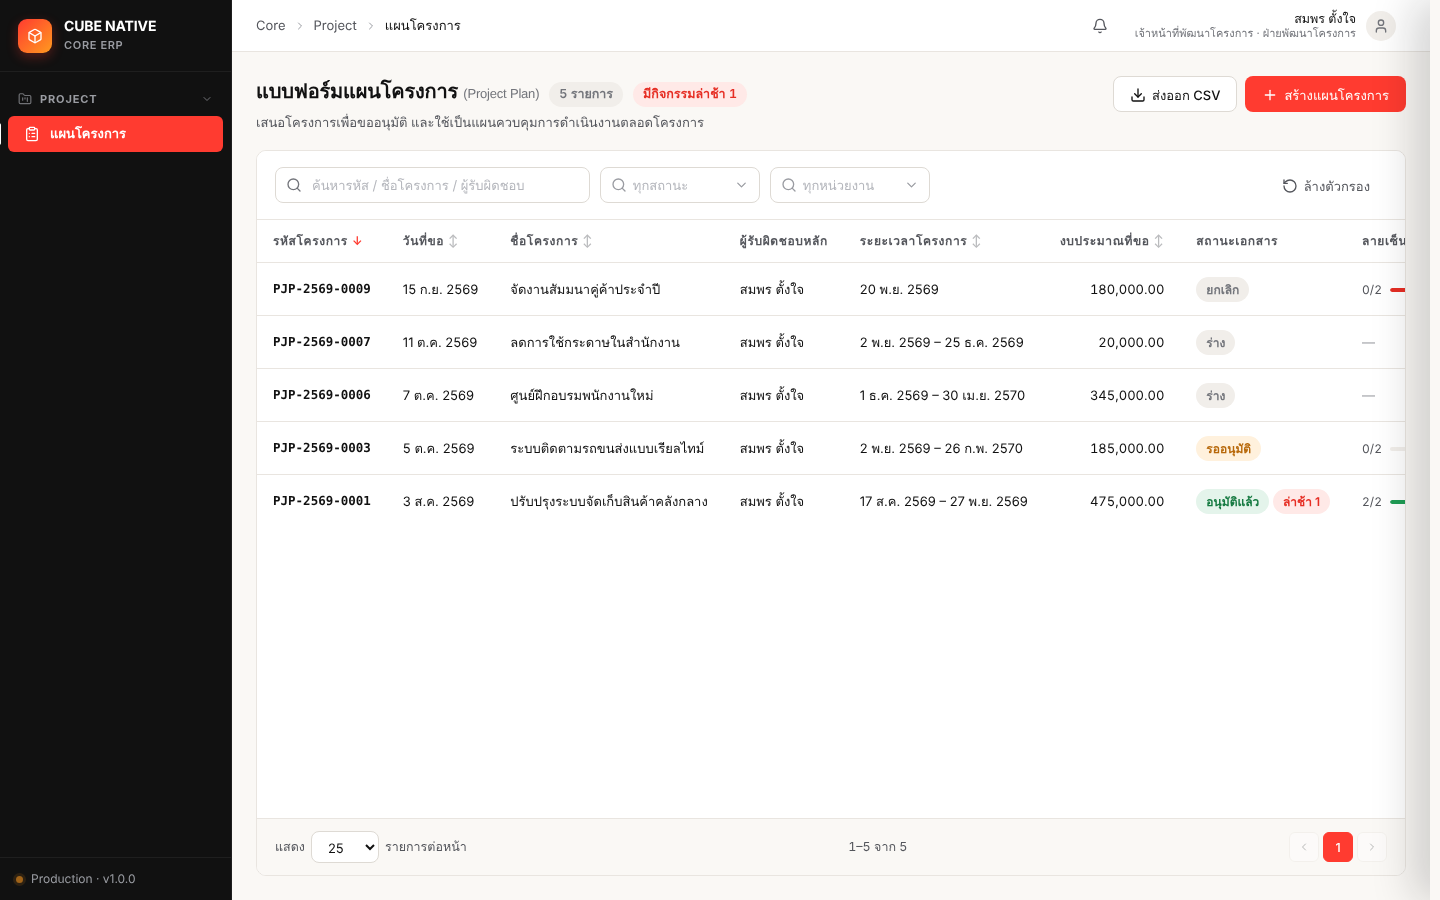 CUBE NATIVE
CORE ERP
PROJECT
แผนโครงการ
Production · v1.0.0
Core > Project > แผนโครงการ
สมพร ตั้งใจ
เจ้าหน้าที่พัฒนาโครงการ · ฝ่ายพัฒนาโครงการ
แบบฟอร์มแผนโครงการ (Project Plan) 5 รายการ มีกิจกรรมล่าช้า 1
เสนอโครงการเพื่อขออนุมัติ และใช้เป็นแผนควบคุมการดำเนินงานตลอดโครงการ
ส่งออก CSV
สร้างแผนโครงการ
ค้นหารหัส / ชื่อโครงการ / ผู้รับผิดชอบ ทุกสถานะ ทุกหน่วยงาน ล้างตัวกรอง
รหัสโครงการ วันที่ขอ ชื่อโครงการ ผู้รับผิดชอบหลัก ระยะเวลาโครงการ งบประมาณที่ขอ สถานะเอกสาร ลายเซ็น
PJP-2569-0009 15 ก.ย. 2569 จัดงานสัมมนาคู่ค้าประจำปี สมพร ตั้งใจ 20 พ.ย. 2569 180,000.00 ยกเลิก 0/2
PJP-2569-0007 11 ต.ค. 2569 ลดการใช้กระดาษในสำนักงาน สมพร ตั้งใจ 2 พ.ย. 2569 – 25 ธ.ค. 2569 20,000.00 ร่าง —
PJP-2569-0006 7 ต.ค. 2569 ศูนย์ฝึกอบรมพนักงานใหม่ สมพร ตั้งใจ 1 ธ.ค. 2569 – 30 เม.ย. 2570 345,000.00 ร่าง —
PJP-2569-0003 5 ต.ค. 2569 ระบบติดตามรถขนส่งแบบเรียลไทม์ สมพร ตั้งใจ 2 พ.ย. 2569 – 26 ก.พ. 2570 185,000.00 รออนุมัติ 0/2
PJP-2569-0001 3 ส.ค. 2569 ปรับปรุงระบบจัดเก็บสินค้าคลังกลาง สมพร ตั้งใจ 17 ส.ค. 2569 – 27 พ.ย. 2569 475,000.00 อนุมัติแล้ว ล่าช้า 1 2/2
แสดง 25 รายการต่อหน้า 1–5 จาก 5 1